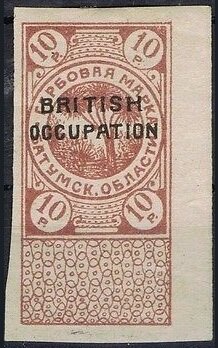 10 Р. 10 Р.
ГЕРБОВАЯ МАРКА
BRITISH
OCCUPATION
БАТУМСК. ОБЛАСТИ
10 Р. 10 Р.